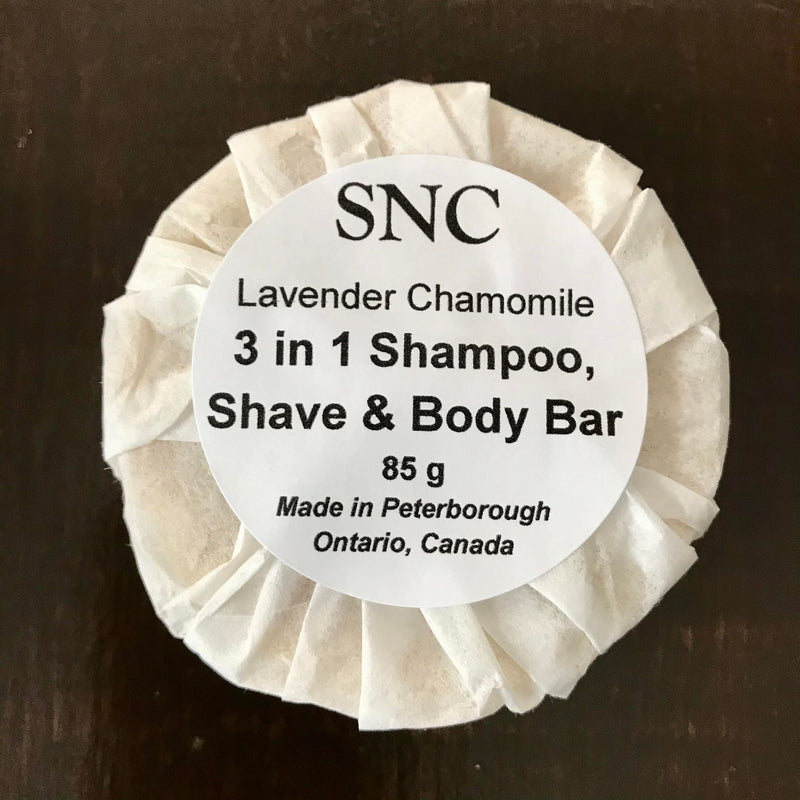 SNC
Lavender Chamomile
3 in 1 Shampoo,
Shave & Body Bar
85 g
Made in Peterborough
Ontario, Canada